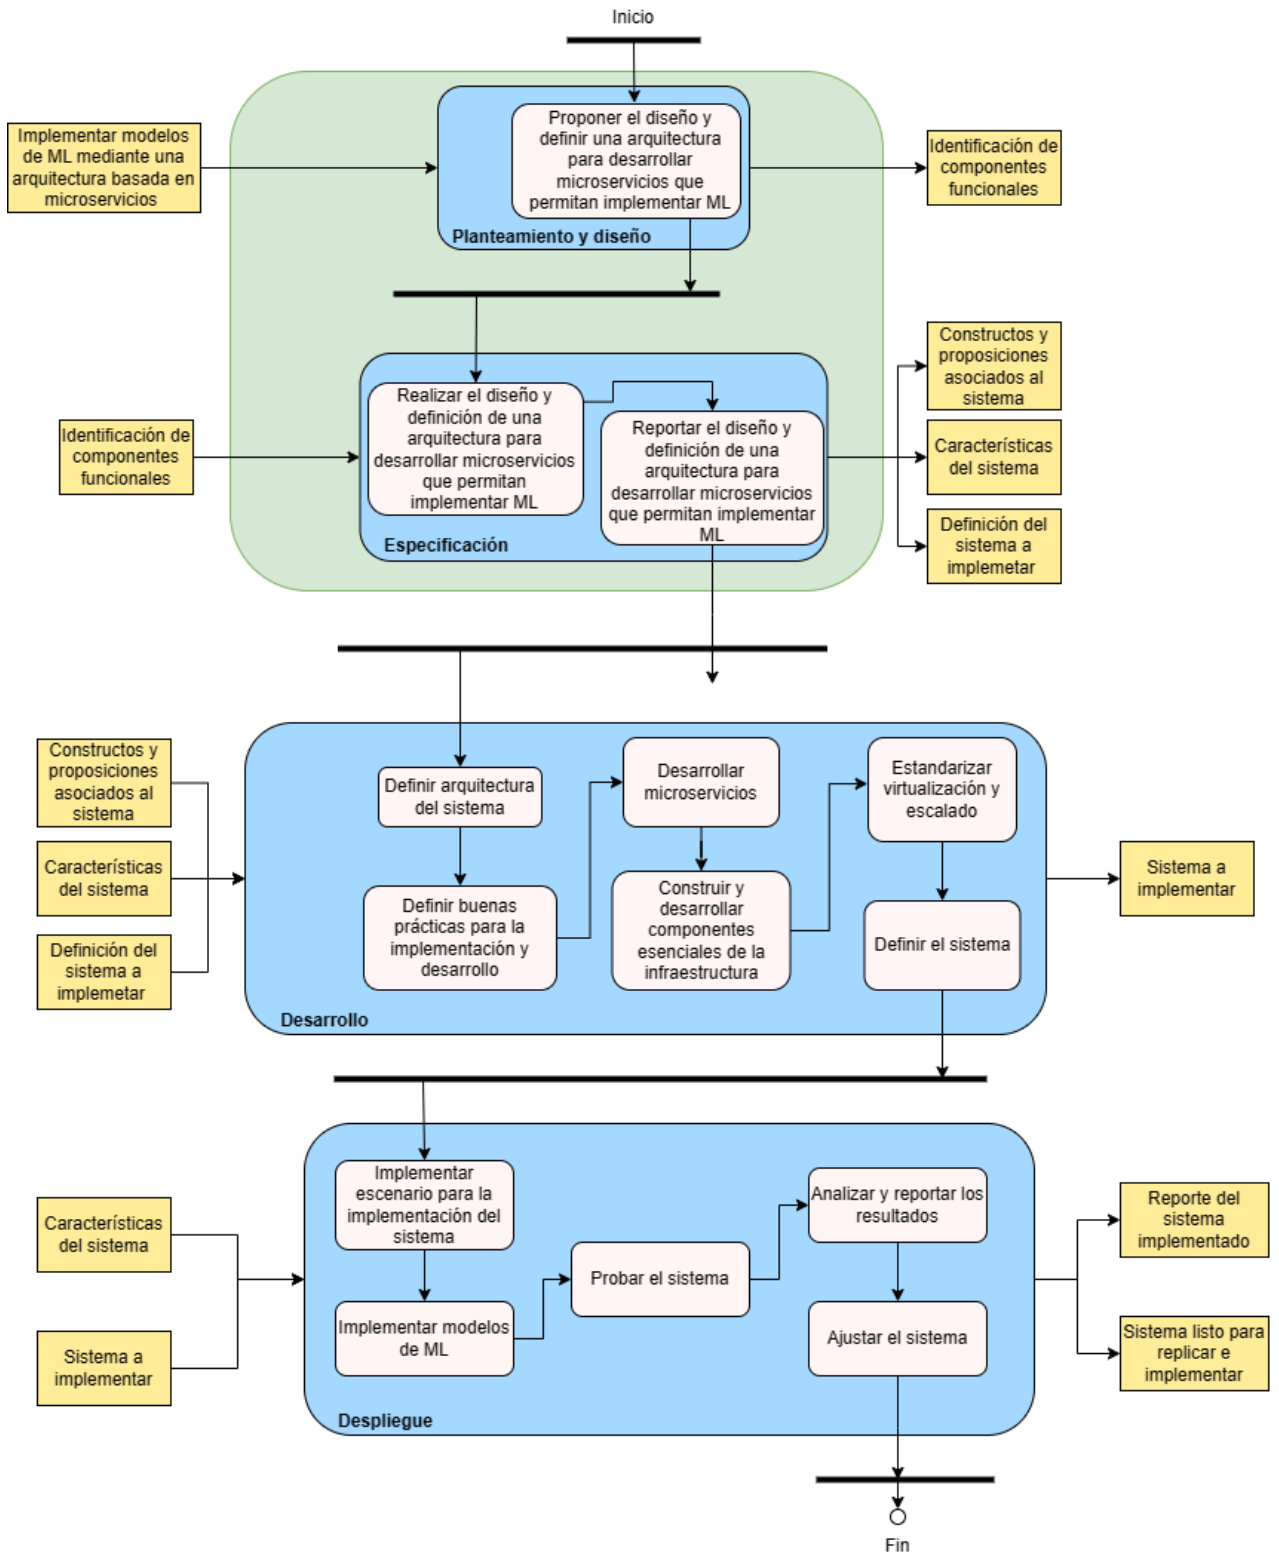 Inicio
Implementar modelos
de ML mediante una
arquitectura basada en
microservicios
Proponer el diseño y
definir una arquitectura
para desarrollar
microservicios que
permitan implementar ML
Planteamiento y diseño
Identificación de
componentes
funcionales
Identificación de
componentes
funcionales
Realizar el diseño y
definición de una
arquitectura para
desarrollar microservicios
que permitan
implementar ML
Reportar el diseño y
definición de una
arquitectura para
desarrollar microservicios
que permitan implementar
ML
Especificación
Constructos y
proposiciones
asociados al
sistema
Características
del sistema
Definición del
sistema a
implemetar
Constructos y
proposiciones
asociados al
sistema
Características
del sistema
Definición del
sistema a
implemetar
Definir arquitectura
del sistema
Definir buenas
prácticas para la
implementación y
desarrollo
Desarrollar
microservicios
Construir y
desarrollar
componentes
esenciales de la
infraestructura
Estandarizar
virtualización y
escalado
Definir el sistema
Desarrollo
Sistema a
implementar
Características
del sistema
Sistema a
implementar
Implementar
escenario para la
implementación del
sistema
Implementar modelos
de ML
Probar el sistema
Analizar y reportar los
resultados
Ajustar el sistema
Despliegue
Reporte del
sistema
implementado
Sistema listo para
replicar e
implementar
Fin